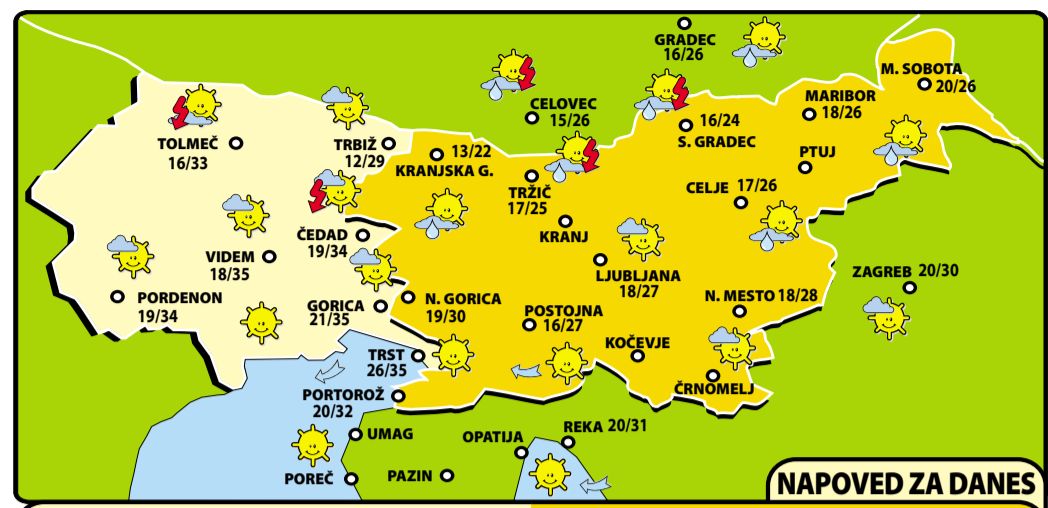 GRADEC
16/26
M. SOBOTA
20/26
CELOVEC
15/26
MARIBOR
18/26
16/24
S. GRADEC
TOLMEČ
16/33
TRBIŽ
12/29
13/22
KRANJSKA G.
PTUJ
TRŽIČ
17/25
CELJE 17/26
KRANJ
ČEDAD
19/34
VIDEM
18/35
LJUBLJANA
18/27
ZAGREB 20/30
PORDENON
19/34
GORICA
21/35
N. GORICA
19/30
N. MESTO 18/28
POSTOJNA
16/27
KOČEVJE
TRST
26/35
ČRNOMELJ
PORTOROŽ
20/32
UMAG
OPATIJA
REKA 20/31
POREČ
PAZIN
NAPOVED ZA DANES